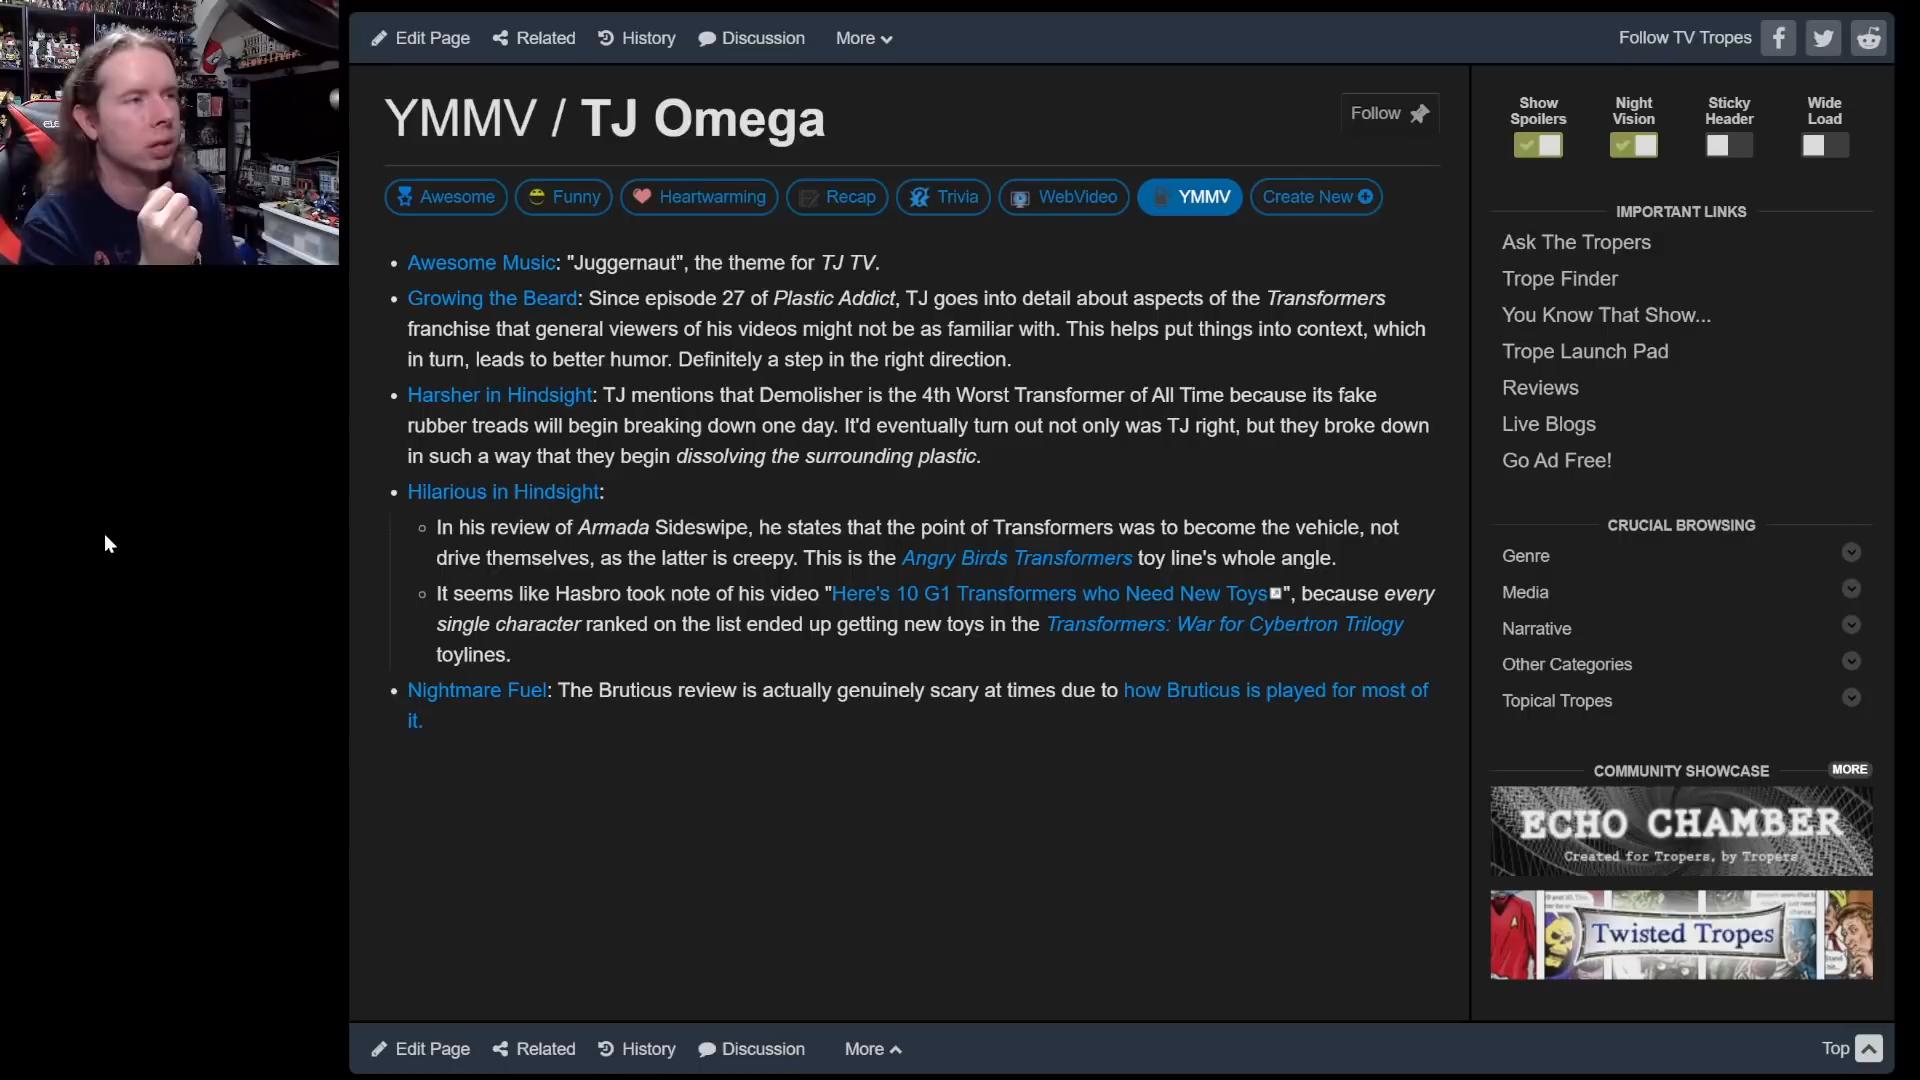 Edit Page Related History Discussion More
Follow TV Tropes
YMMV / TJ Omega
Follow
Show Spoilers
Night Vision
Sticky Header
Wide Load
Awesome Funny Heartwarming Recap Trivia WebVideo YMMV Create New
Awesome Music: "Juggernaut", the theme for TJ TV.
Growing the Beard: Since episode 27 of Plastic Addict, TJ goes into detail about aspects of the Transformers
franchise that general viewers of his videos might not be as familiar with. This helps put things into context, which
in turn, leads to better humor. Definitely a step in the right direction.
Harsher in Hindsight: TJ mentions that Demolisher is the 4th Worst Transformer of All Time because its fake
rubber treads will begin breaking down one day. It'd eventually turn out not only was TJ right, but they broke down
in such a way that they begin dissolving the surrounding plastic.
Hilarious in Hindsight:
In his review of Armada Sideswipe, he states that the point of Transformers was to become the vehicle, not
drive themselves, as the latter is creepy. This is the Angry Birds Transformers toy line's whole angle.
It seems like Hasbro took note of his video "Here's 10 G1 Transformers who Need New Toys", because every
single character ranked on the list ended up getting new toys in the Transformers: War for Cybertron Trilogy
toylines.
Nightmare Fuel: The Bruticus review is actually genuinely scary at times due to how Bruticus is played for most of
it.
IMPORTANT LINKS
Ask The Tropers
Trope Finder
You Know That Show...
Trope Launch Pad
Reviews
Live Blogs
Go Ad Free!
CRUCIAL BROWSING
Genre
Media
Narrative
Other Categories
Topical Tropes
COMMUNITY SHOWCASE MORE
ECHO CHAMBER
Created for Tropers, by Tropers
Twisted Tropes
Edit Page Related History Discussion More
Top